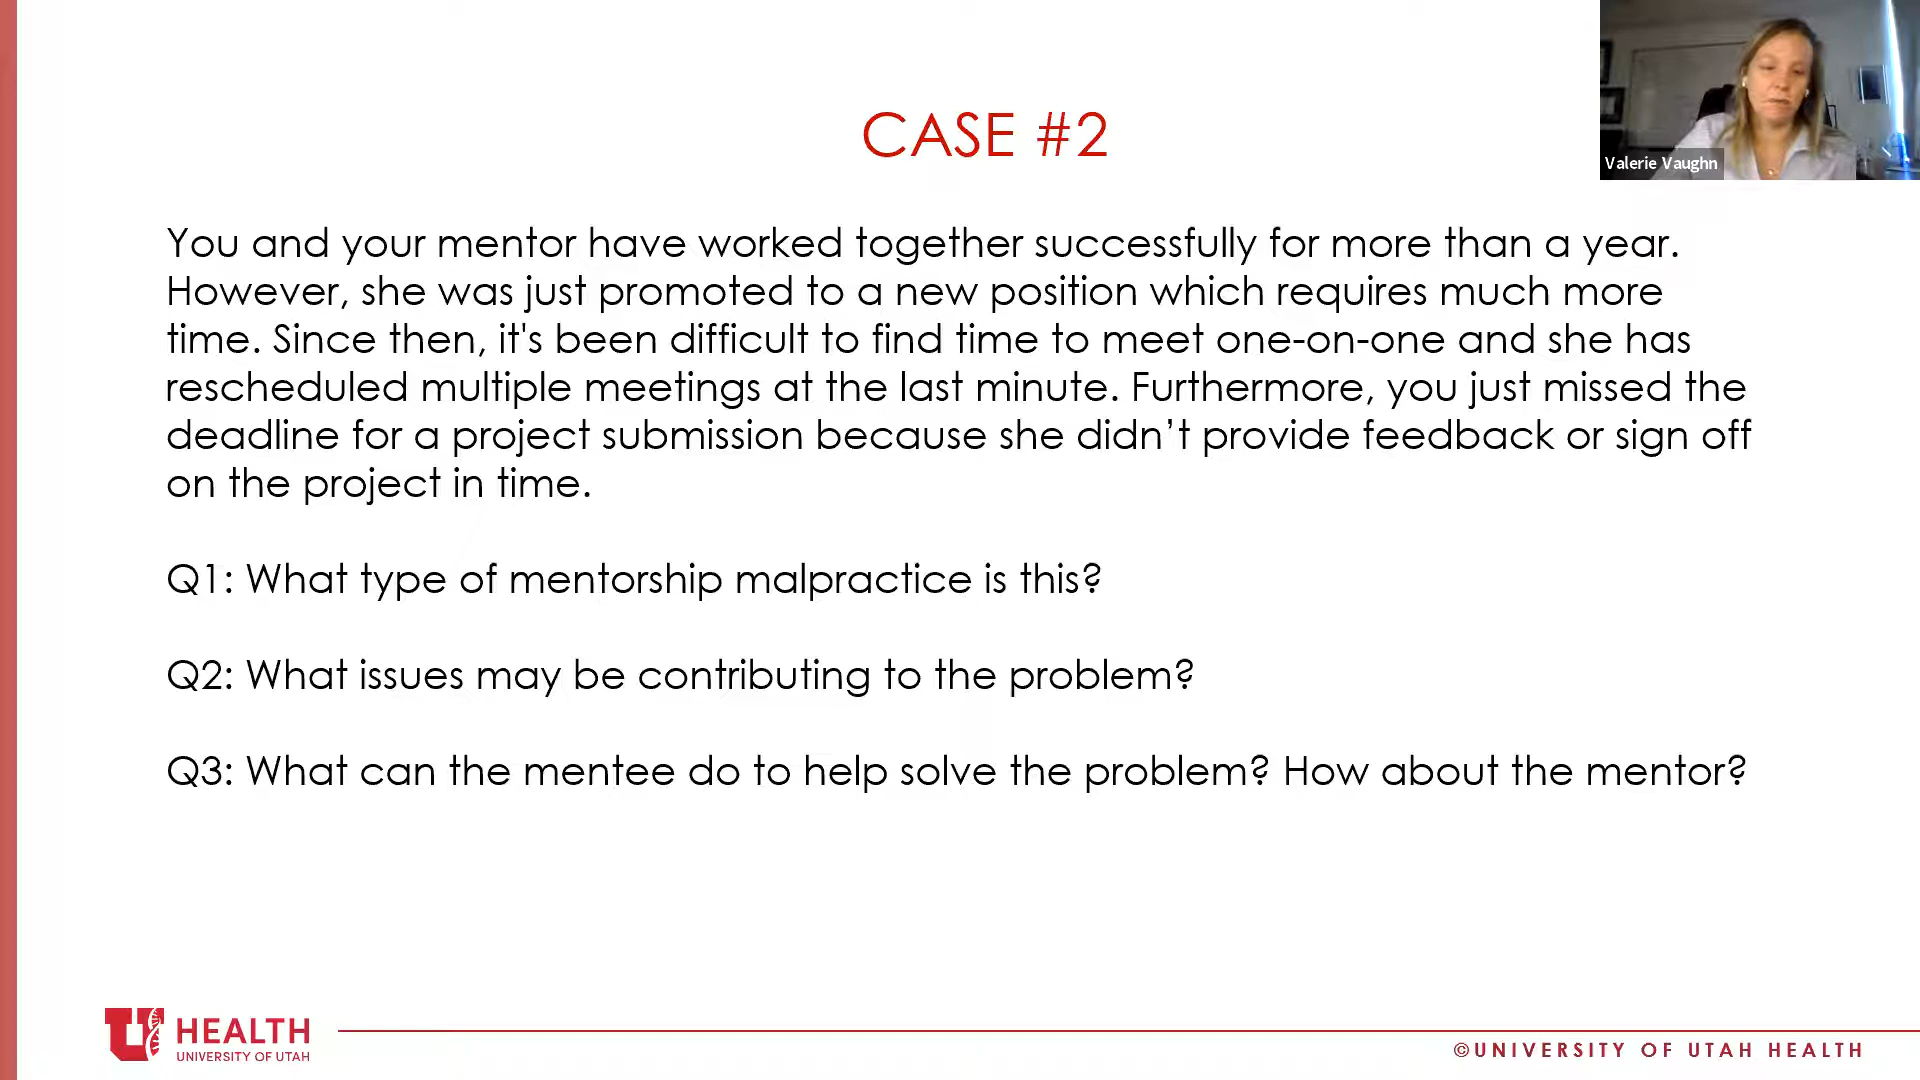 CASE #2
Valerie Vaughn
You and your mentor have worked together successfully for more than a year.
However, she was just promoted to a new position which requires much more
time. Since then, it's been difficult to find time to meet one-on-one and she has
rescheduled multiple meetings at the last minute. Furthermore, you just missed the
deadline for a project submission because she didn’t provide feedback or sign off
on the project in time.
Q1: What type of mentorship malpractice is this?
Q2: What issues may be contributing to the problem?
Q3: What can the mentee do to help solve the problem? How about the mentor?
U HEALTH
UNIVERSITY OF UTAH
©UNIVERSITY OF UTAH HEALTH